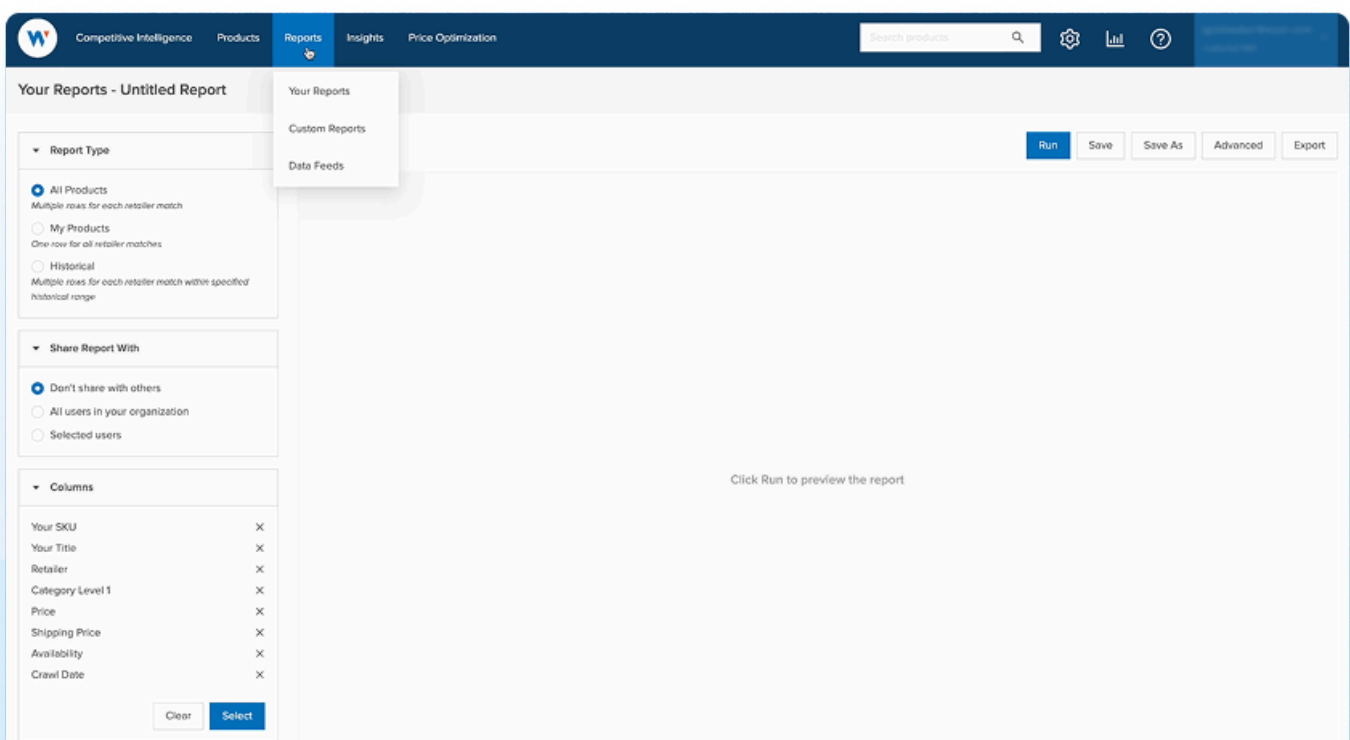 Competitive Intelligence Products Reports Insights Price Optimization Search products
Your Reports - Untitled Report
Your Reports
Custom Reports
Data Feeds
Run Save Save As Advanced Export
Report Type
All Products
Multiple rows for each retailer match
My Products
One row for all retailer matches
Historical
Multiple rows for each retailer match within specified
historical range
Share Report With
Don't share with others
All users in your organization
Selected users
Click Run to preview the report
Columns
Your SKU
Your Title
Retailer
Category Level 1
Price
Shipping Price
Availability
Crawl Date
Clear Select